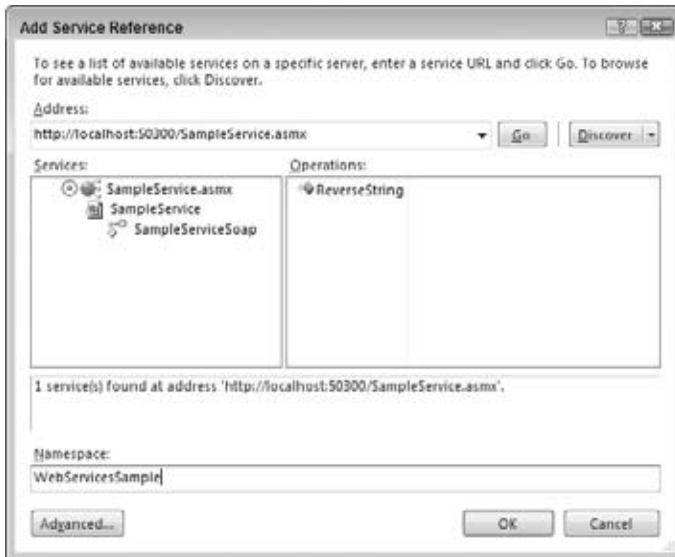 Add Service Reference
To see a list of available services on a specific server, enter a service URL and click Go. To browse
for available services, click Discover.
Address:
http://localhost:50300/SampleService.asmx
Go
Discover
Services:
Operations:
SampleService.asmx
SampleService
SampleServiceSoap
ReverseString
1 service(s) found at address 'http://localhost:50300/SampleService.asmx'.
Namespace:
WebServicesSample
Advanced...
OK
Cancel